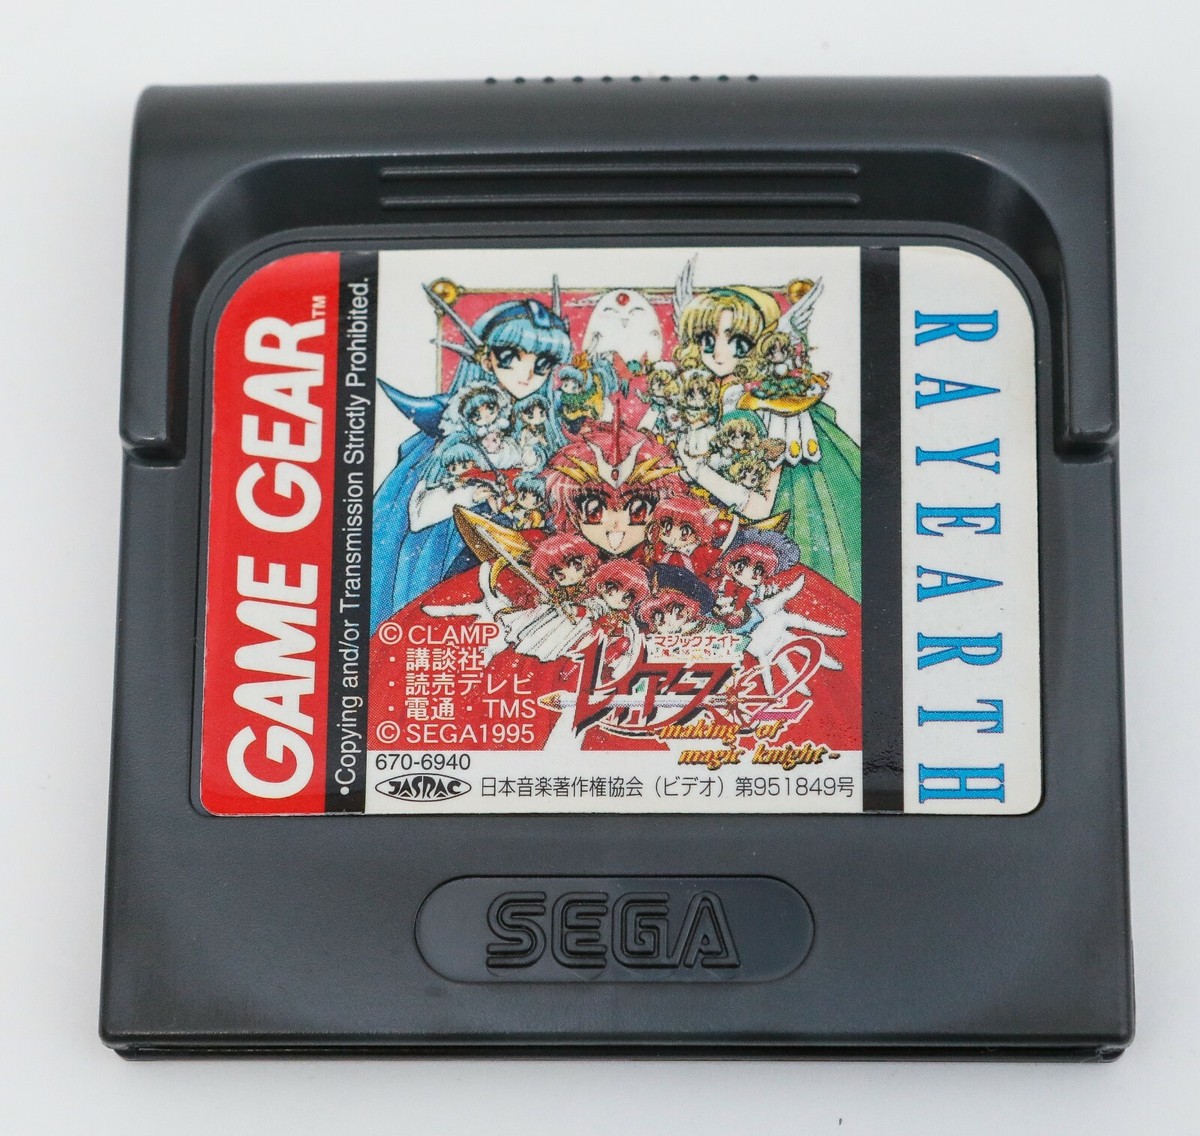 GAME GEAR™
•Copying and/or Transmission Strictly Prohibited.
© CLAMP
・講談社
・読売テレビ
・電通・TMS
© SEGA1995
マジックナイト
レイアース2
-making of
magic knight-
670-6940
JASRAC 日本音楽著作権協会（ビデオ）第951849号
RAYEARTH
SEGA